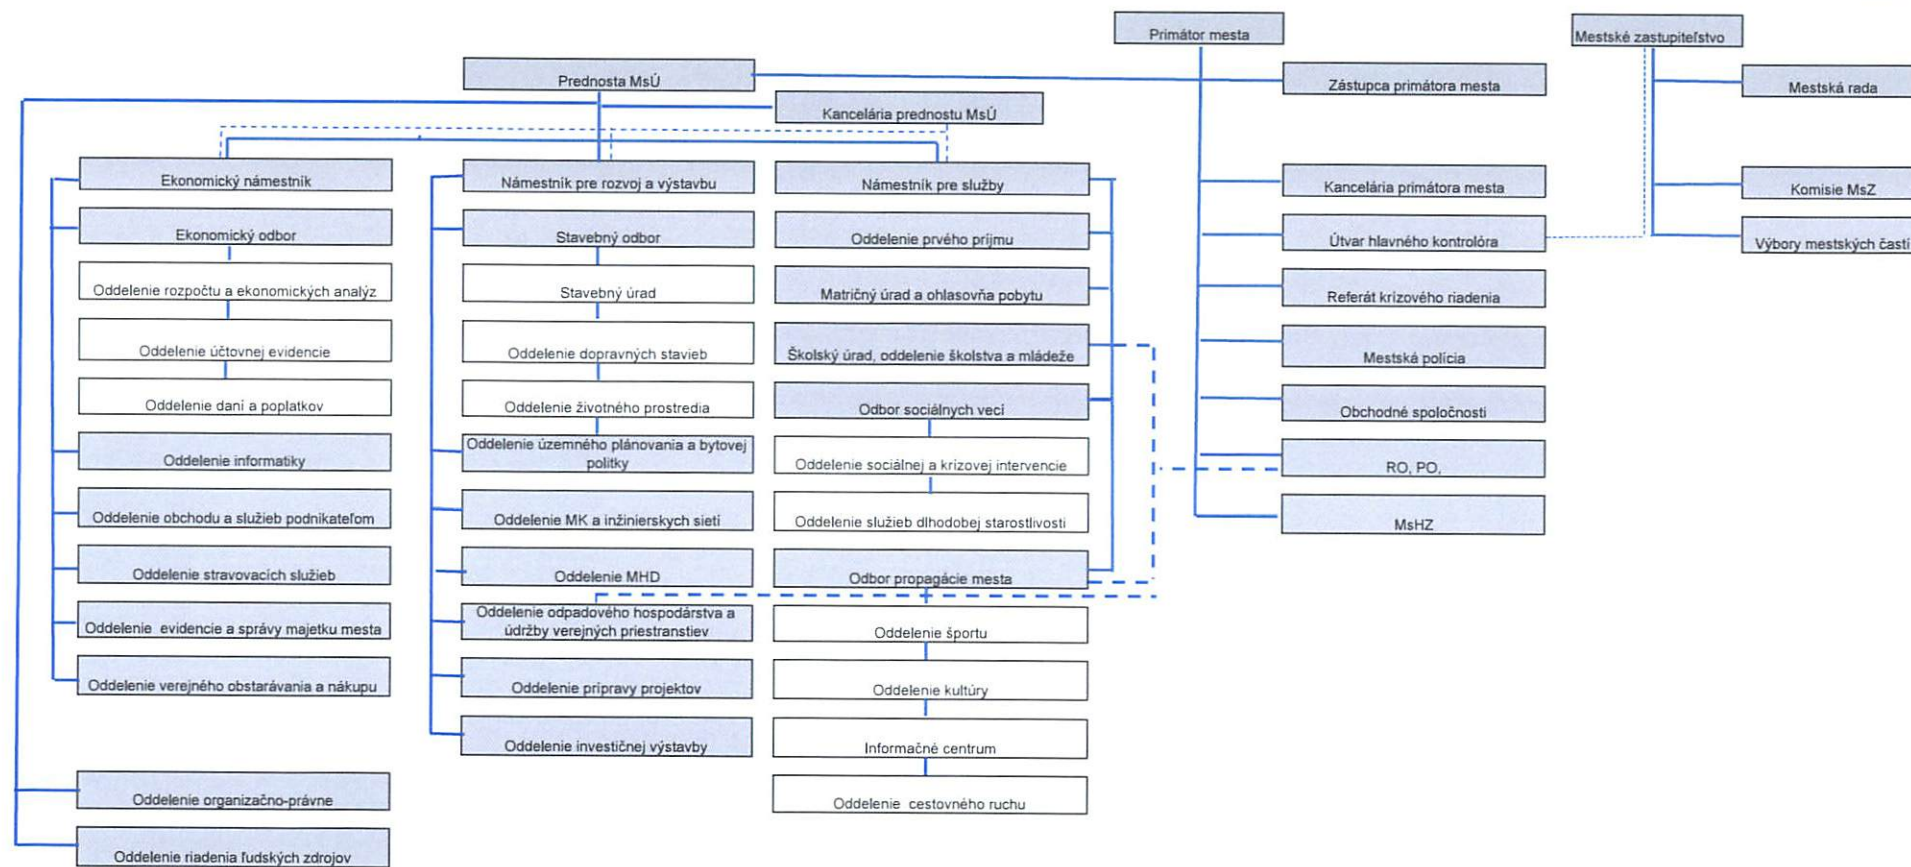 Primátor mesta
Mestské zastupiteľstvo
Prednosta MsÚ
Zástupca primátora mesta
Mestská rada
Kancelária prednostu MsÚ
Ekonomický námestník
Námestník pre rozvoj a výstavbu
Námestník pre služby
Kancelária primátora mesta
Komisie MsZ
Ekonomický odbor
Stavebný odbor
Oddelenie prvého príjmu
Útvar hlavného kontrolóra
Výbory mestských častí
Oddelenie rozpočtu a ekonomických analýz
Stavebný úrad
Matričný úrad a ohlasovňa pobytu
Referát krízového riadenia
Oddelenie účtovnej evidencie
Oddelenie dopravných stavieb
Školský úrad, oddelenie školstva a mládeže
Mestská polícia
Oddelenie daní a poplatkov
Oddelenie životného prostredia
Odbor sociálnych vecí
Obchodné spoločnosti
Oddelenie informatiky
Oddelenie územného plánovania a bytovej
politky
Oddelenie sociálnej a krízovej intervencie
RO, PO,
Oddelenie obchodu a služieb podnikateľom
Oddelenie MK a inžinierskych sietí
Oddelenie služieb dlhodobej starostlivosti
MsHZ
Oddelenie stravovacích služieb
Oddelenie MHD
Odbor propagácie mesta
Oddelenie evidencie a správy majetku mesta
Oddelenie odpadového hospodárstva a
údržby verejných priestranstiev
Oddelenie športu
Oddelenie verejného obstarávania a nákupu
Oddelenie prípravy projektov
Oddelenie kultúry
Oddelenie investičnej výstavby
Informačné centrum
Oddelenie organizačno-právne
Oddelenie cestovného ruchu
Oddelenie riadenia ľudských zdrojov